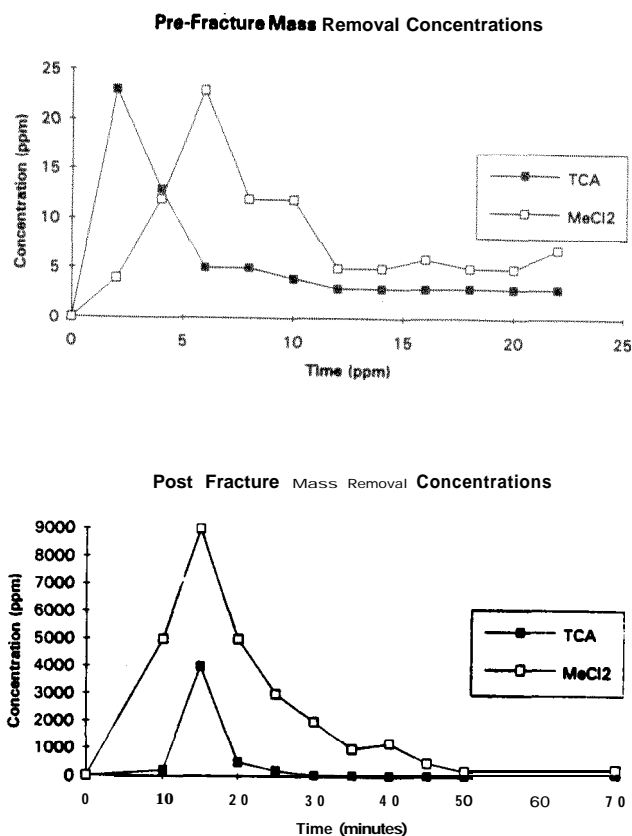 Pre-Fracture Mass Removal Concentrations
25
20
15
10
5
0
Concentration (ppm)
TCA
MeCl2
0 5 10 15 20 25
Time (ppm)
Post Fracture Mass Removal Concentrations
9000
8000
7000
6000
5000
4000
3000
2000
1000
0
Concentration (ppm)
TCA
MeCl2
0 10 20 30 40 50 60 70
Time (minutes)